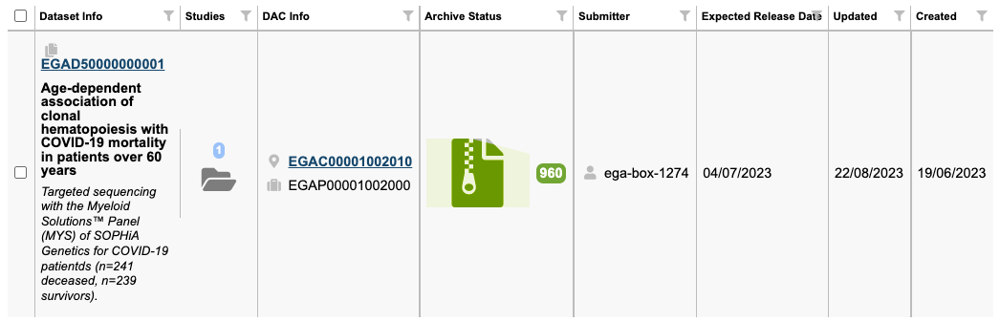 Dataset Info
Studies
DAC Info
Archive Status
Submitter
Expected Release Date
Updated
Created
EGAD50000000001
Age-dependent
association of
clonal
hematopoiesis with
COVID-19 mortality
in patients over 60
years
Targeted sequencing
with the Myeloid
Solutions™ Panel
(MYS) of SOPHiA
Genetics for COVID-19
patientds (n=241
deceased, n=239
survivors).
1
EGAC00001002010
EGAP00001002000
960
ega-box-1274
04/07/2023
22/08/2023
19/06/2023